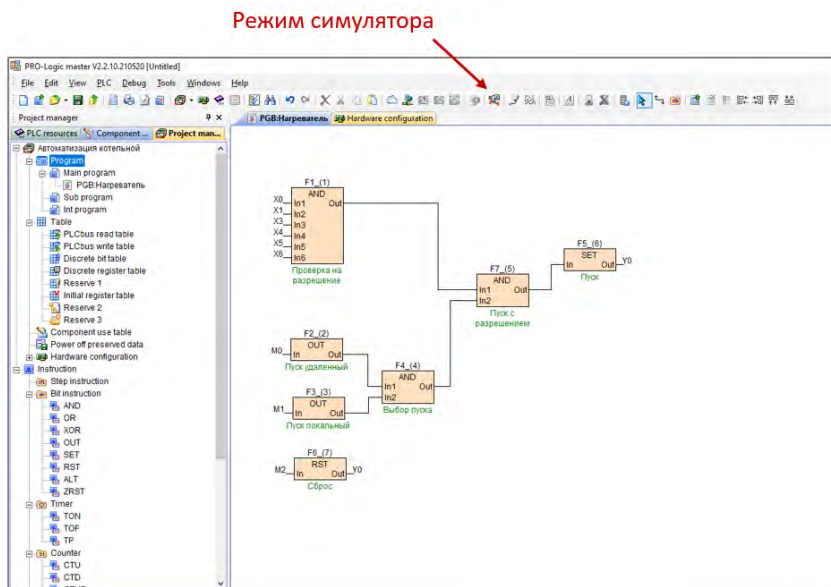 Режим симулятора
PRO-Logic master V2.2.10.210520 [Untitled]
File Edit View PLC Debug Tools Windows Help
Project manager
PLC resources Component ... Project man...
PGB:Нагреватель Hardware configuration
Автоматизация котельной
Program
Main program
PGB:Нагреватель
Sub program
Int program
Table
PLCbus read table
PLCbus write table
Discrete bit table
Discrete register table
Reserve 1
Initial register table
Reserve 2
Reserve 3
Component use table
Power off preserved data
Hardware configuration
Instruction
Step instruction
Bit instruction
AND
OR
XOR
OUT
SET
RST
ALT
ZRST
Timer
TON
TOF
TP
Counter
CTU
CTD
F1_(1)
AND
X0 In1 Out
X1 In2
X3 In3
X4 In4
X5 In5
X6 In6
Проверка на
разрешение
F2_(2)
OUT
M0 In Out
Пуск удаленный
F3_(3)
OUT
M1 In Out
Пуск локальный
F4_(4)
AND
In1 Out
In2
Выбор пуска
F7_(5)
AND
In1 Out
In2
Пуск с
разрешением
F5_(6)
SET
In Out Y0
Пуск
F6_(7)
RST
M2 In Out Y0
Сброс